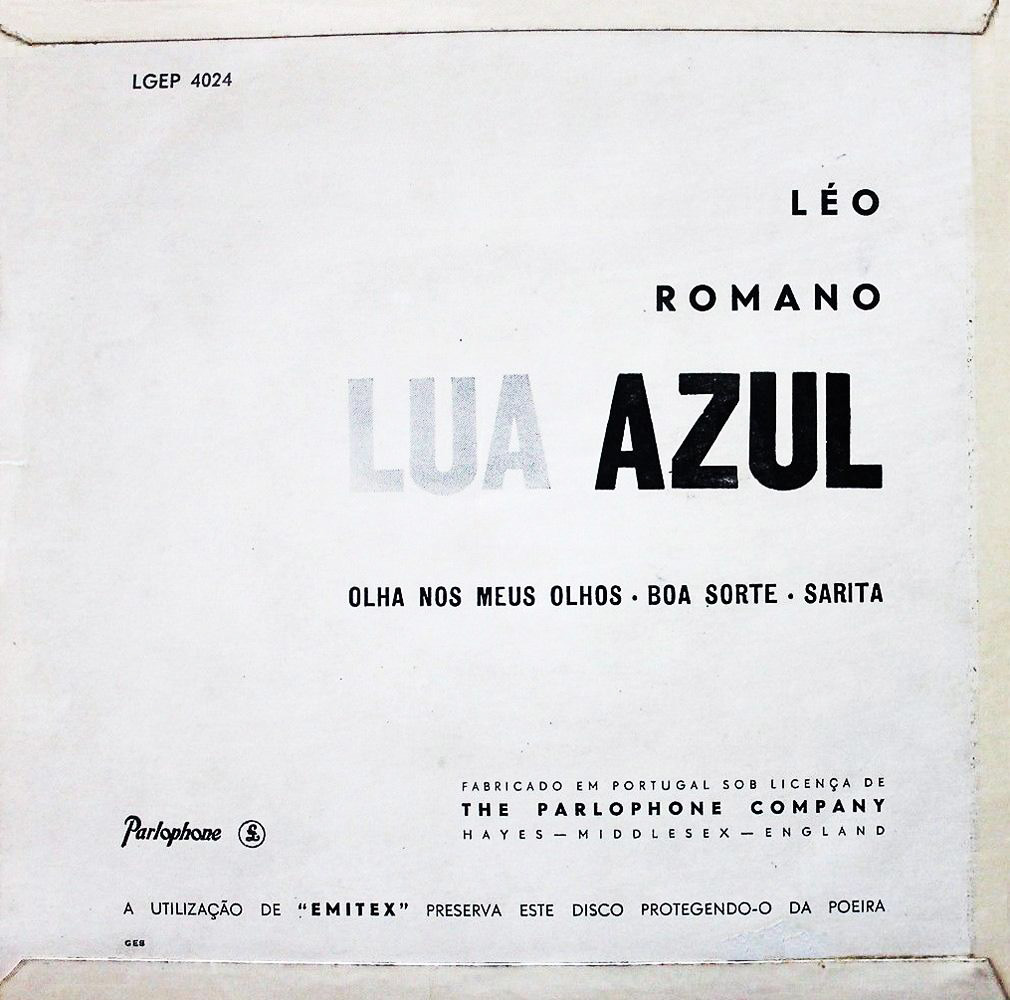 LGEP 4024
LÉO
ROMANO
LUA AZUL
OLHA NOS MEUS OLHOS · BOA SORTE · SARITA
FABRICADO EM PORTUGAL SOB LICENÇA DE
THE PARLOPHONE COMPANY
HAYES — MIDDLESEX — ENGLAND
Parlophone £
A UTILIZAÇÃO DE "EMITEX" PRESERVA ESTE DISCO PROTEGENDO-O DA POEIRA
GEB